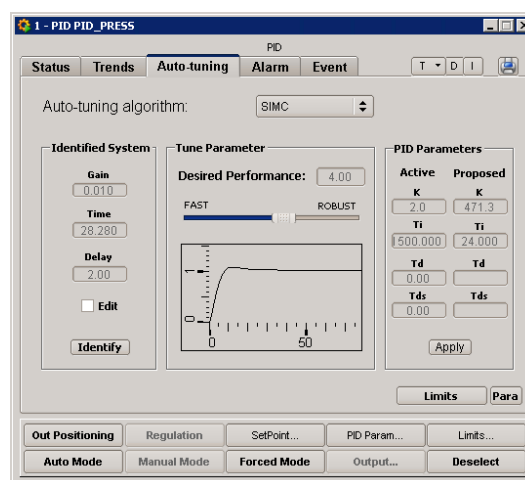 1 - PID PID_PRESS
PID
Status Trends Auto-tuning Alarm Event T D I
Auto-tuning algorithm: SIMC
Identified System
Gain
0.010
Time
28.280
Delay
2.00
Edit
Identify
Tune Parameter
Desired Performance: 4.00
FAST ROBUST
1
0
0 50
PID Parameters
Active Proposed
K K
2.0 471.3
Ti Ti
1500.000 24.000
Td Td
0.00
Tds Tds
0.00
Apply
Limits Para
Out Positioning Regulation SetPoint... PID Param... Limits...
Auto Mode Manual Mode Forced Mode Output... Deselect